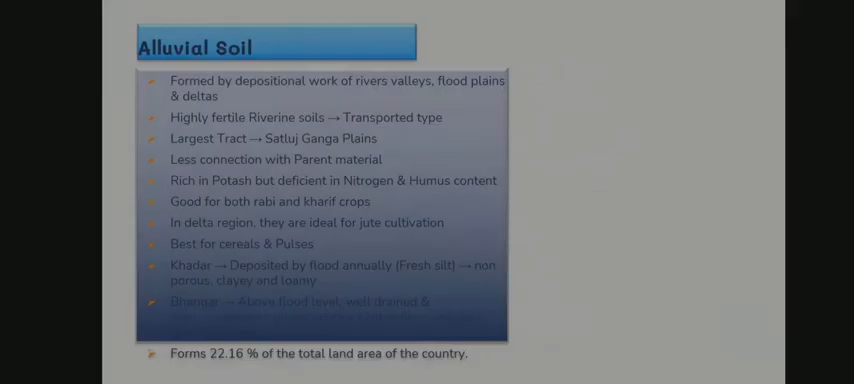 Alluvial Soil
Formed by depositional work of rivers valleys, flood plains
& deltas
Highly fertile Riverine soils → Transported type
Largest Tract → Satluj Ganga Plains
Less connection with Parent material
Rich in Potash but deficient in Nitrogen & Humus content
Good for both rabi and kharif crops
In delta region, they are ideal for jute cultivation
Best for cereals & Pulses
Khadar → Deposited by flood annually (Fresh silt) → non
porous, clayey and loamy
Bhangar → Above flood level, well drained &
Forms 22.16 % of the total land area of the country.